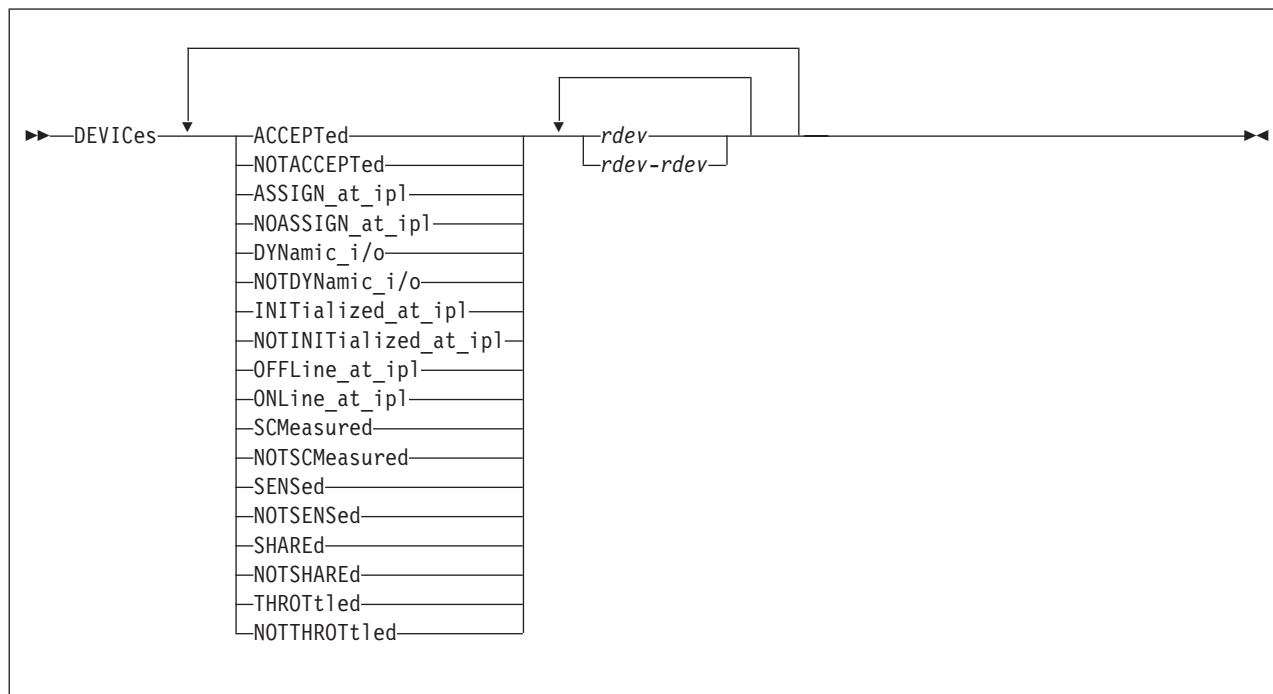 DEVICes ACCEPTed rdev
NOTACCEPTed rdev-rdev
ASSIGN_at_ipl
NOASSIGN_at_ipl
DYNamic_i/o
NOTDYNamic_i/o
INITialized_at_ipl
NOTINITialized_at_ipl
OFFLine_at_ipl
ONLine_at_ipl
SCMeasured
NOTSCMeasured
SENSed
NOTSENSed
SHAREd
NOTSHAREd
THROTtled
NOTTHROTtled